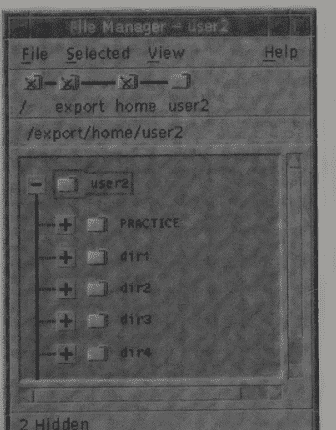 File Manager - user2
File Selected View Help
/ export home user2
/export/home/user2
user2
PRACTICE
dir1
dir2
dir3
dir4
2 Hidden